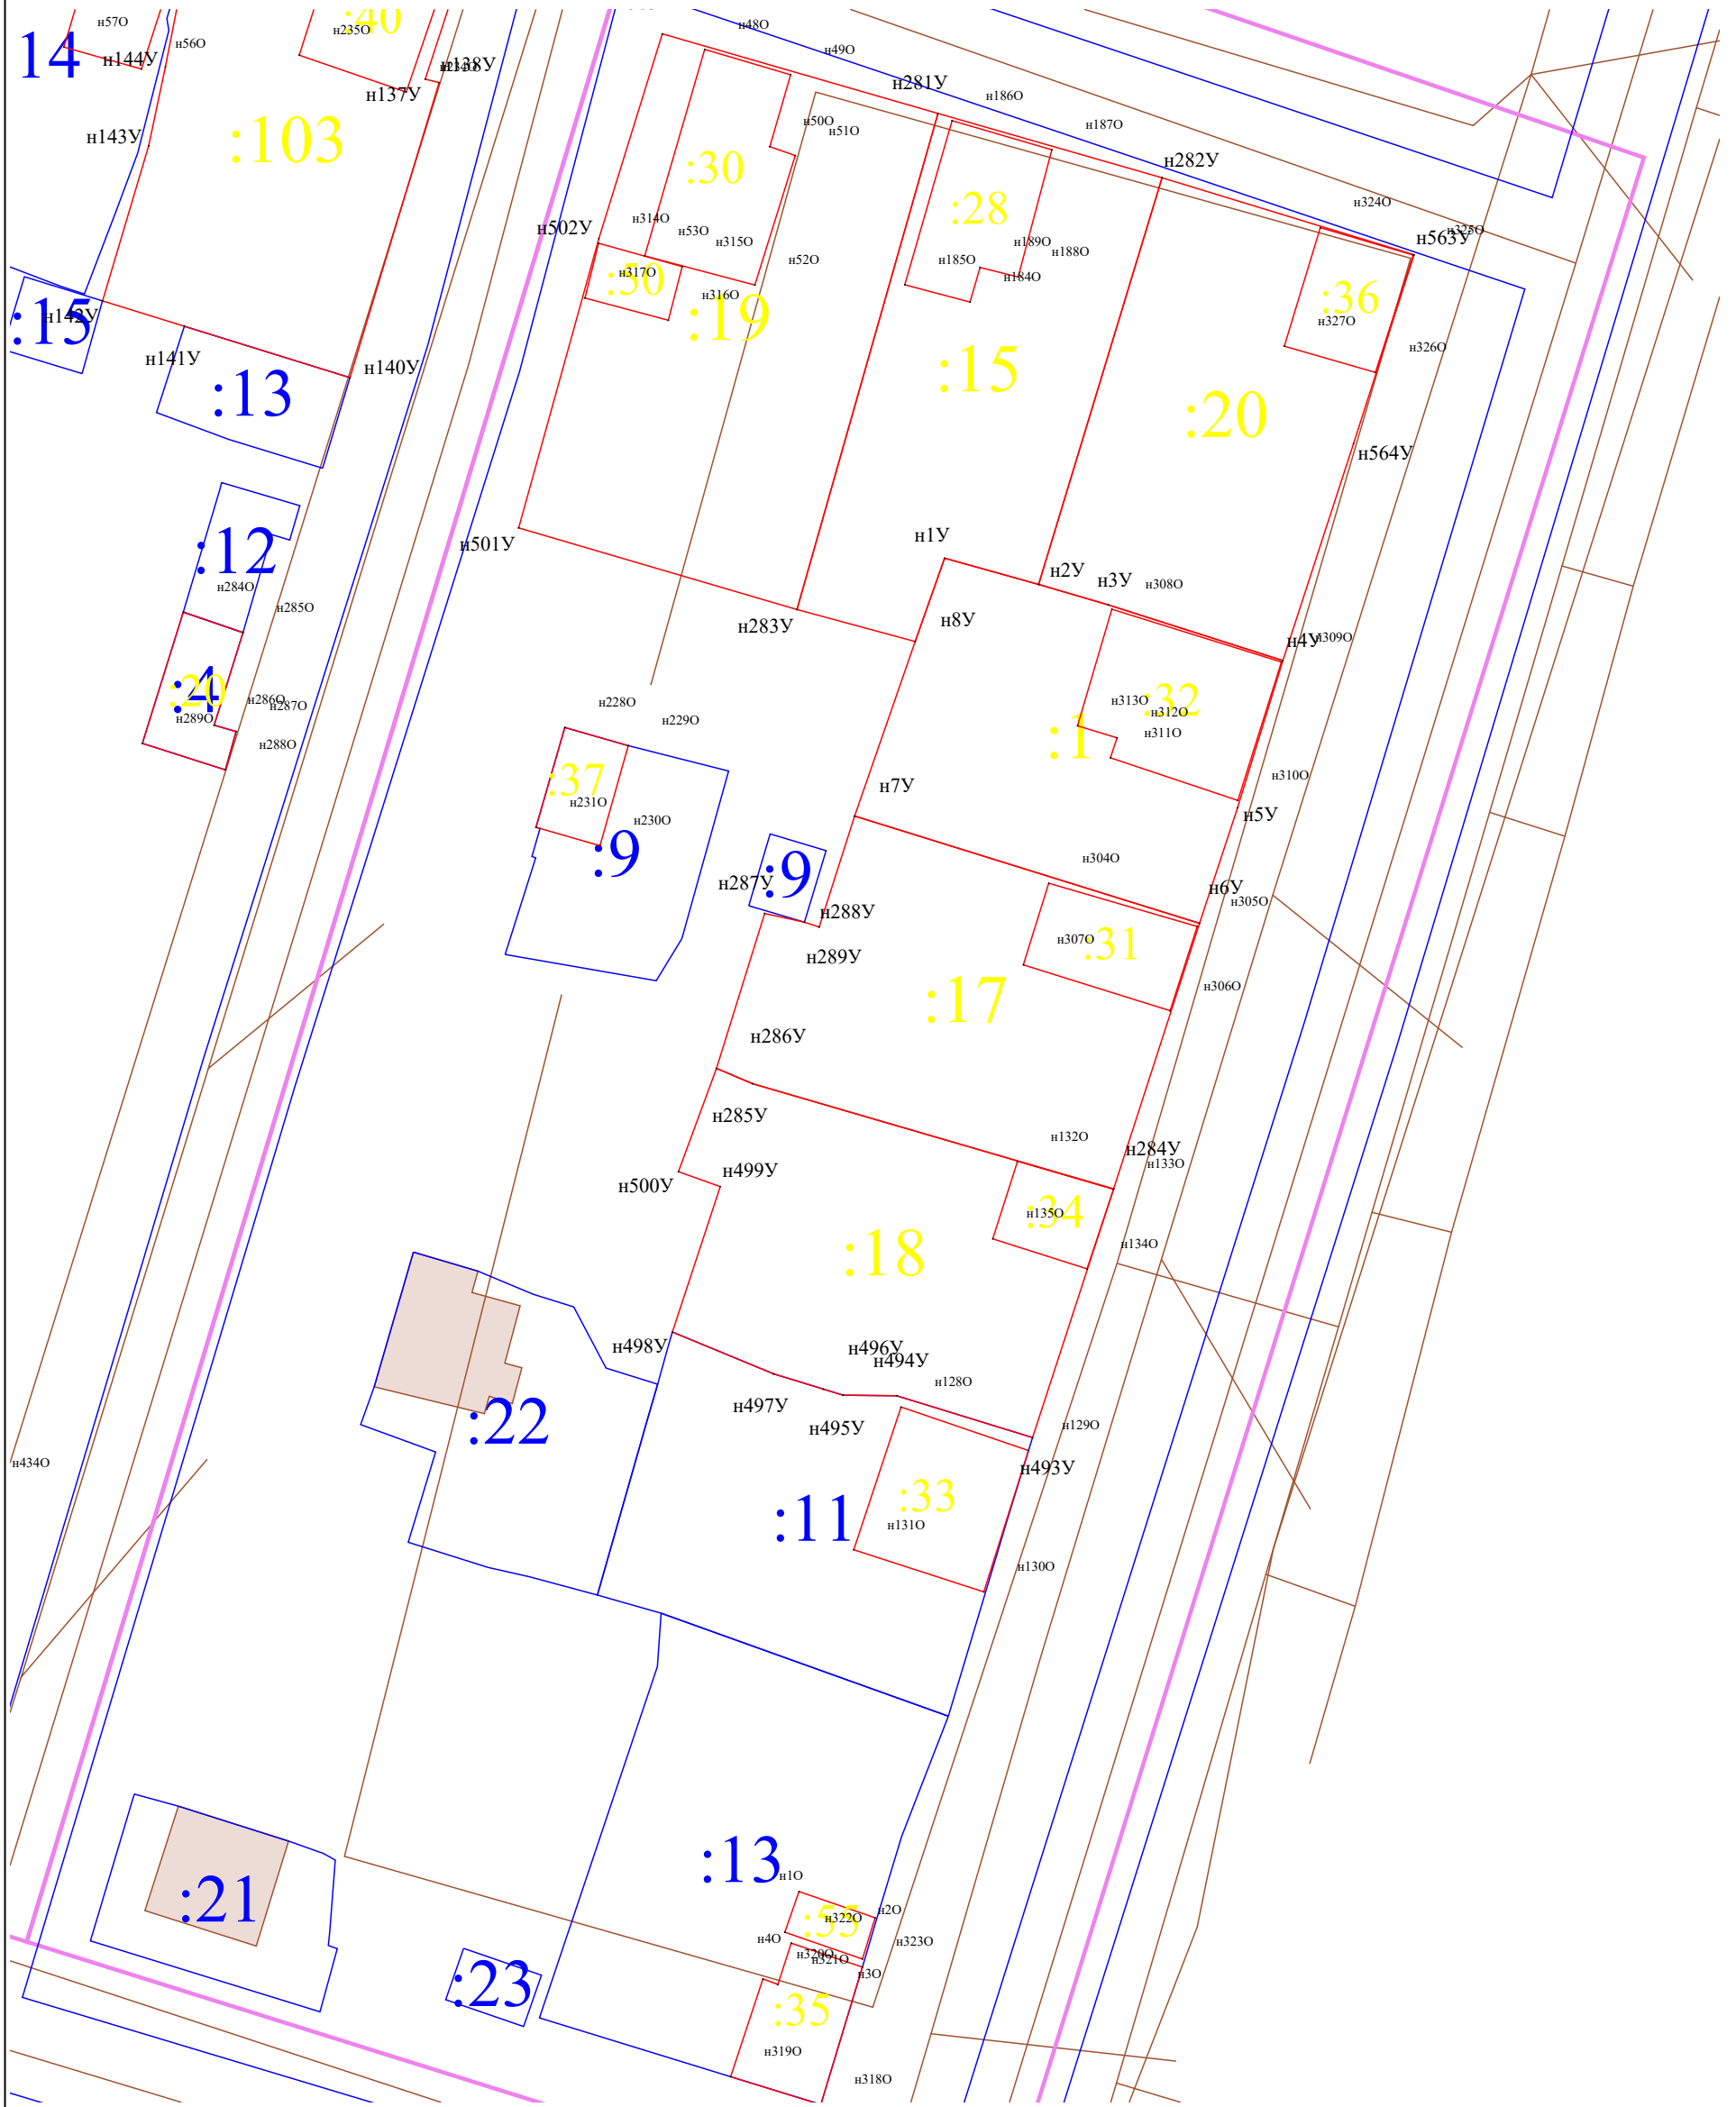 н57О
:40
н235О
н48О
14
н144У
н56О
н49О
н138У
н281У
н137У
н186О
н50О
н51О
н187О
н143У
:103
:30
н282У
:28
н324О
н325О
н563У
н314О
н502У
н53О
н315О
н189О
н188О
н52О
н185О
н184О
н317О
:50
н316О
:36
:19
н327О
н142У
:15
н326О
н141У
н140У
:15
:13
:20
н564У
н1У
н501У
:12
н2У
н3У
н308О
н284О
н285О
н8У
н283У
н4У
н309О
:4
:20
н286О
н287О
н289О
н228О
н229О
н313О
:32
н312О
н311О
:1
н288О
:37
н231О
н7У
н310О
н230О
н5У
:9
н304О
:9
н287У
н6У
н305О
н288У
н307О
:31
н289У
н306О
:17
н286У
н285У
н132О
н284У
н133О
н499У
н500У
н135О
:34
:18
н134О
н498У
н496У
н494У
н128О
н497У
:22
н495У
н129О
н434О
н493У
:33
:11
н131О
н130О
:13
н1О
:21
:55
н322О
н2О
н4О
н323О
н320О
н321О
н3О
:23
:35
н319О
н318О